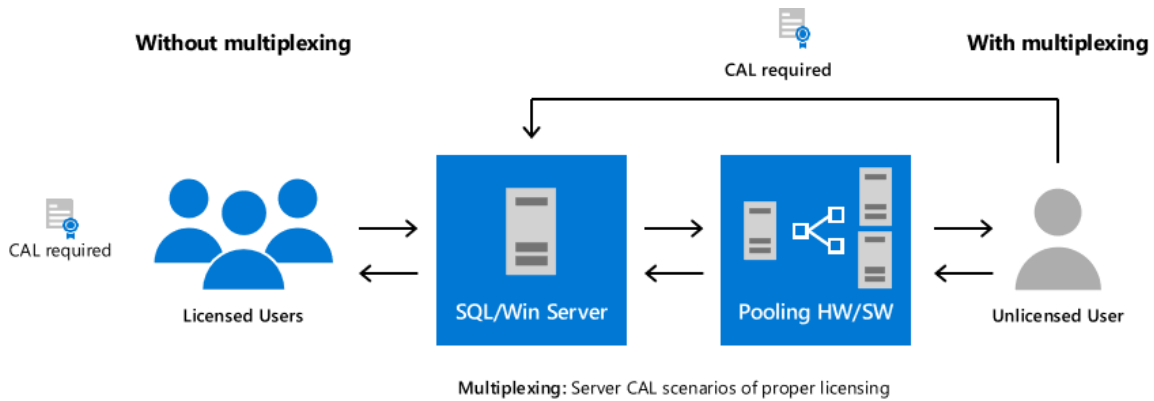 Without multiplexing
CAL required
With multiplexing
CAL required
Licensed Users
SQL/Win Server
Pooling HW/SW
Unlicensed User
Multiplexing: Server CAL scenarios of proper licensing